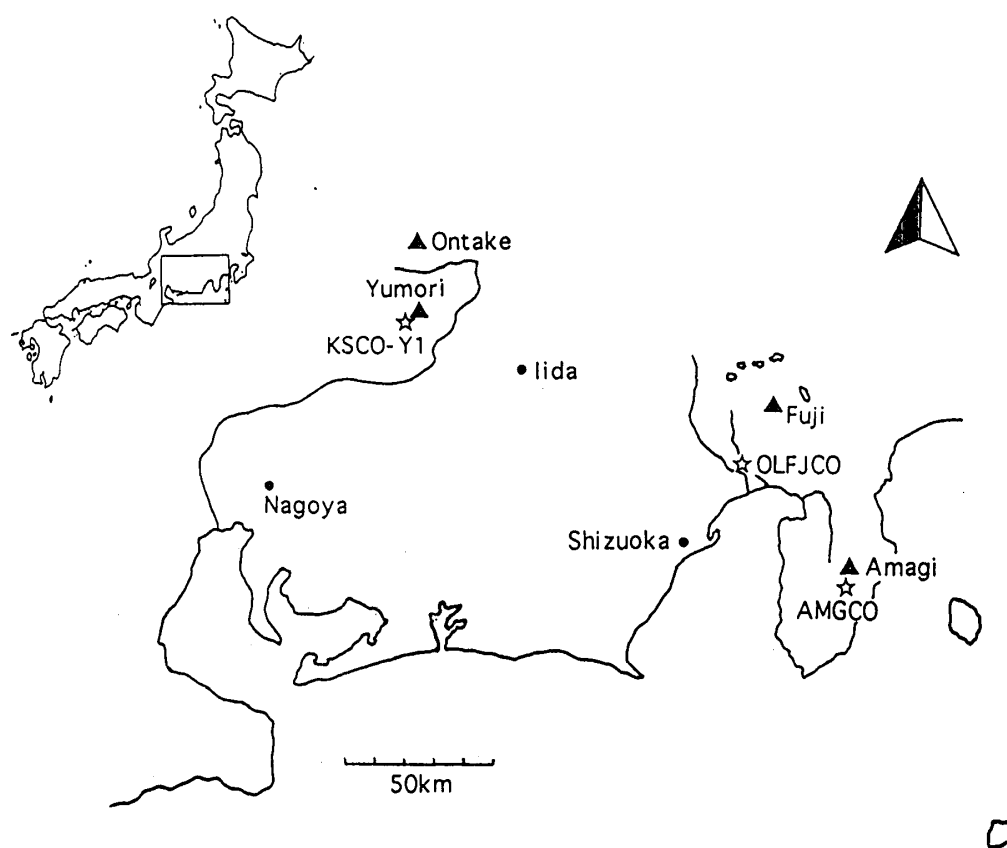 Ontake
Yumori
KSCO-Y1
Iida
Fuji
OLFJCO
Nagoya
Shizuoka
Amagi
AMGCO
50km